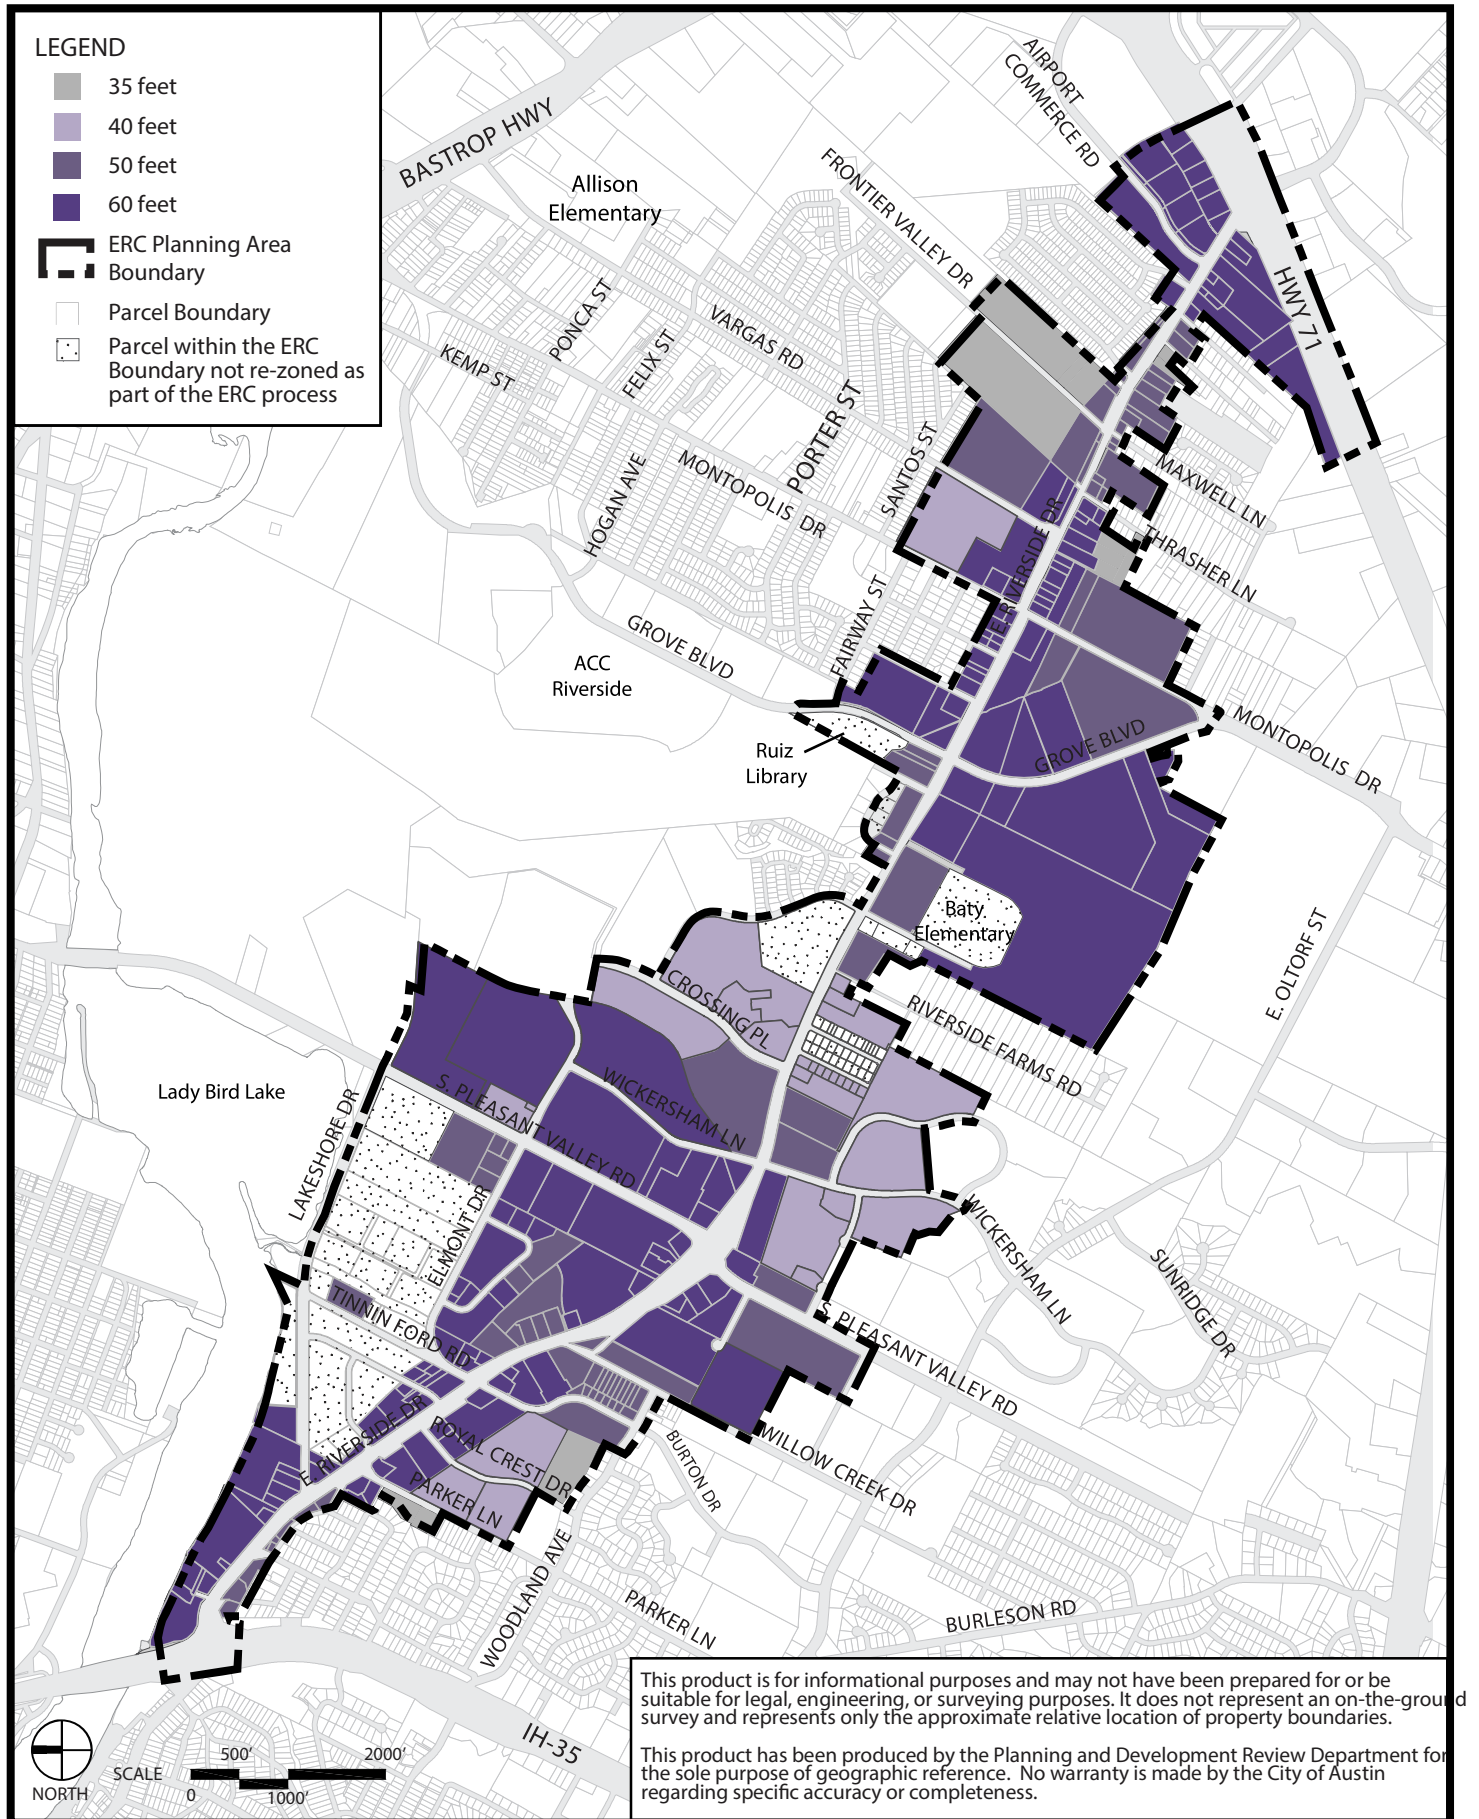 LEGEND
35 feet
40 feet
50 feet
60 feet
ERC Planning Area
Boundary
Parcel Boundary
Parcel within the ERC
Boundary not re-zoned as
part of the ERC process
BASTROP HWY
AIRPORT
COMMERCE RD
Allison
Elementary
FRONTIER VALLEY DR
HWY 71
PONCA ST
VARGAS RD
KEMP ST
FELIX ST
PORTER ST
SANTOS ST
HOGAN AVE
MONTOPOLIS DR
MAXWELL LN
THRASHER LN
E. RIVERSIDE DR
FAIRWAY ST
GROVE BLVD
ACC
Riverside
Ruiz
Library
GROVE BLVD
MONTOPOLIS DR
Baty
Elementary
E. OLTORF ST
CROSSING PL
RIVERSIDE FARMS RD
Lady Bird Lake
LAKESHORE DR
S. PLEASANT VALLEY RD
WICKERSHAM LN
ELMONT DR
WICKERSHAM LN
SUNRIDGE DR
TINNIN FORD RD
S. PLEASANT VALLEY RD
E. RIVERSIDE DR
ROYAL CREST DR
PARKER LN
BURTON DR
WILLOW CREEK DR
WOODLAND AVE
PARKER LN
BURLESON RD
IH-35
NORTH
SCALE
500'
2000'
0
1000'
This product is for informational purposes and may not have been prepared for or be
suitable for legal, engineering, or surveying purposes. It does not represent an on-the-ground
survey and represents only the approximate relative location of property boundaries.
This product has been produced by the Planning and Development Review Department for
the sole purpose of geographic reference. No warranty is made by the City of Austin
regarding specific accuracy or completeness.